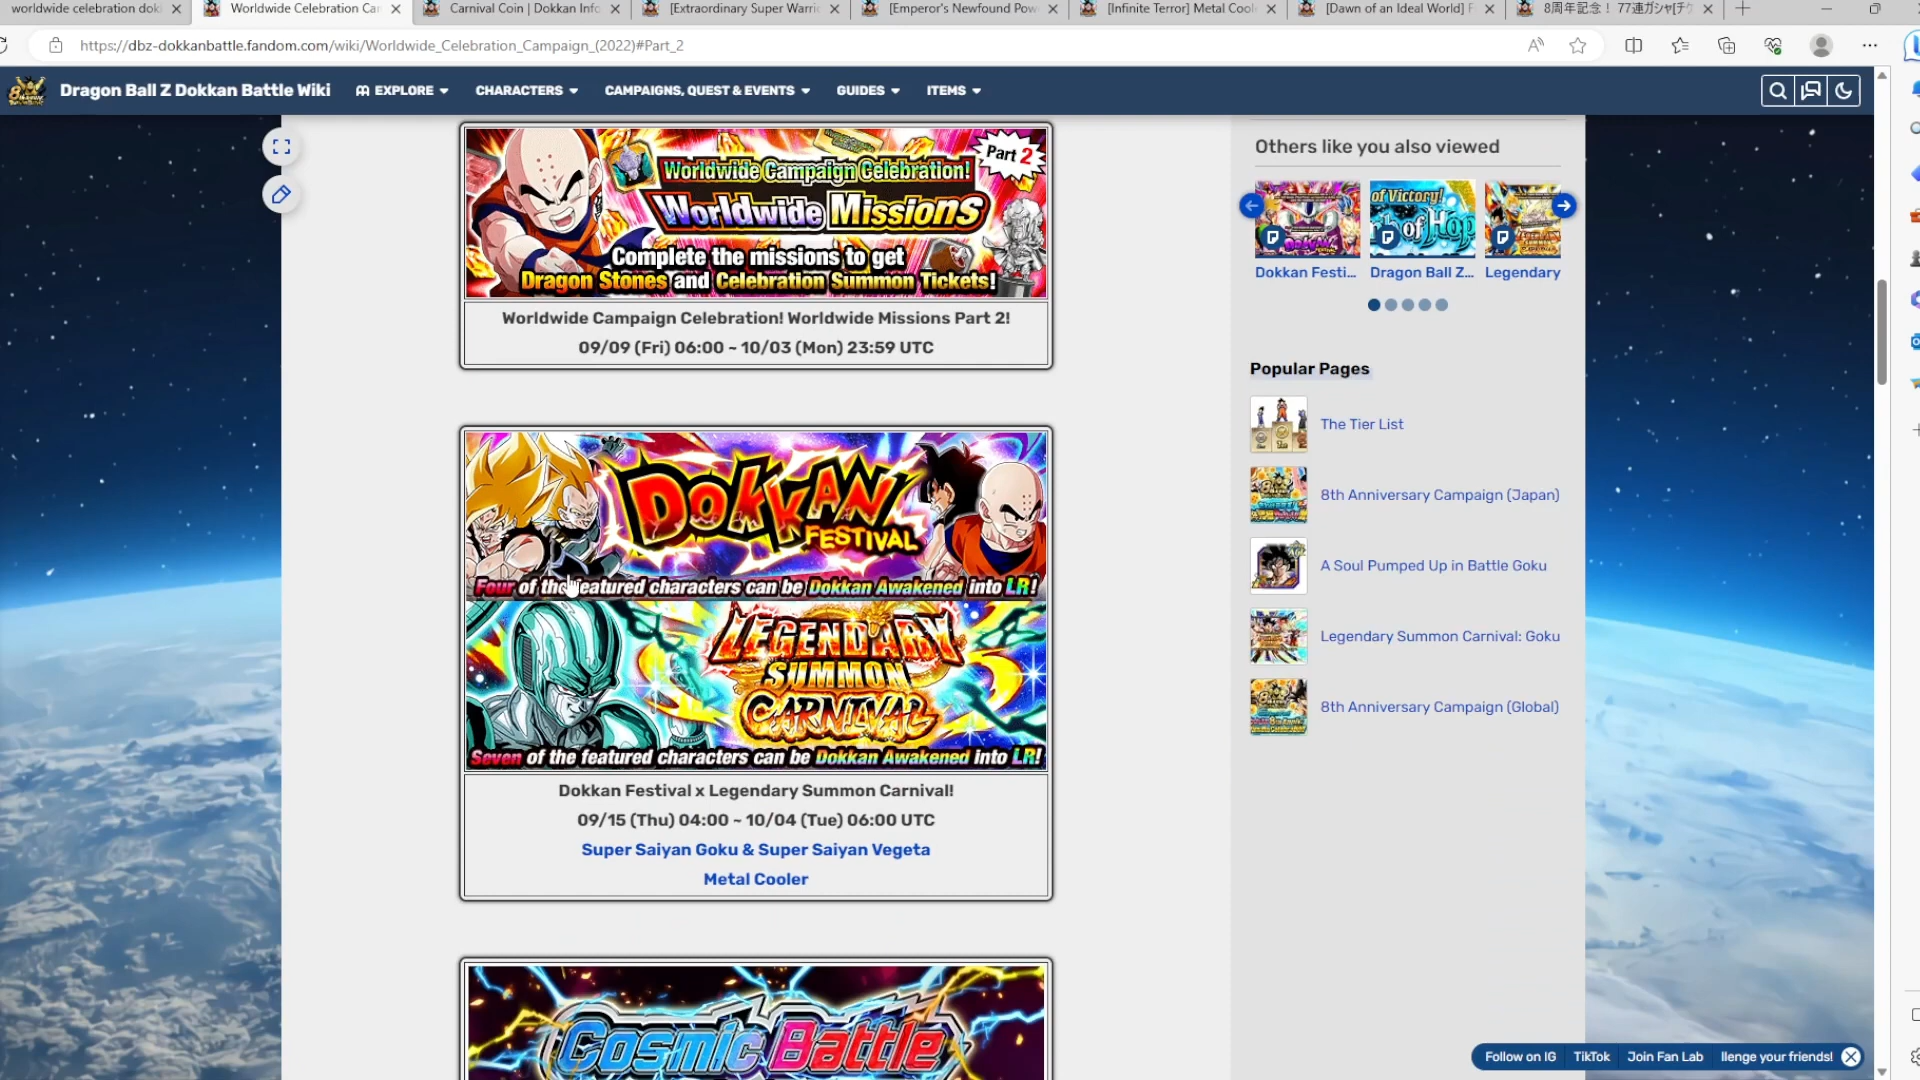 worldwide celebration dokk
Worldwide Celebration Car
Carnival Coin | Dokkan Info
[Extraordinary Super Warri
[Emperor's Newfound Pow
[Infinite Terror] Metal Coole
[Dawn of an Ideal World] F
8周年記念！ 77連ガシャ[チケ
https://dbz-dokkanbattle.fandom.com/wiki/Worldwide_Celebration_Campaign_(2022)#Part_2
Dragon Ball Z Dokkan Battle Wiki
EXPLORE
CHARACTERS
CAMPAIGNS, QUEST & EVENTS
GUIDES
ITEMS
Part 2
Worldwide Campaign Celebration!
Worldwide Missions
Complete the missions to get
Dragon Stones and Celebration Summon Tickets!
Worldwide Campaign Celebration! Worldwide Missions Part 2!
09/09 (Fri) 06:00 ~ 10/03 (Mon) 23:59 UTC
DOKKAN
FESTIVAL
Four of the featured characters can be Dokkan Awakened into LR!
LEGENDARY
SUMMON
CARNIVAL
Seven of the featured characters can be Dokkan Awakened into LR!
Dokkan Festival x Legendary Summon Carnival!
09/15 (Thu) 04:00 ~ 10/04 (Tue) 06:00 UTC
Super Saiyan Goku & Super Saiyan Vegeta
Metal Cooler
Cosmic Battle
Others like you also viewed
of Victory!
of Hop
Dokkan Festi...
Dragon Ball Z...
Legendary
Popular Pages
The Tier List
8th Anniversary Campaign (Japan)
A Soul Pumped Up in Battle Goku
Legendary Summon Carnival: Goku
8th Anniversary Campaign (Global)
Follow on IG
TikTok
Join Fan Lab
llenge your friends!